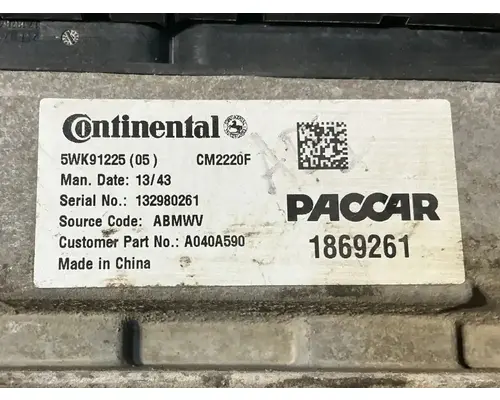 Continental
5WK91225 (05 ) CM2220F
Man. Date: 13/43
Serial No.: 132980261
Source Code: ABMWV
Customer Part No.: A040A590
Made in China
PACCAR
1869261